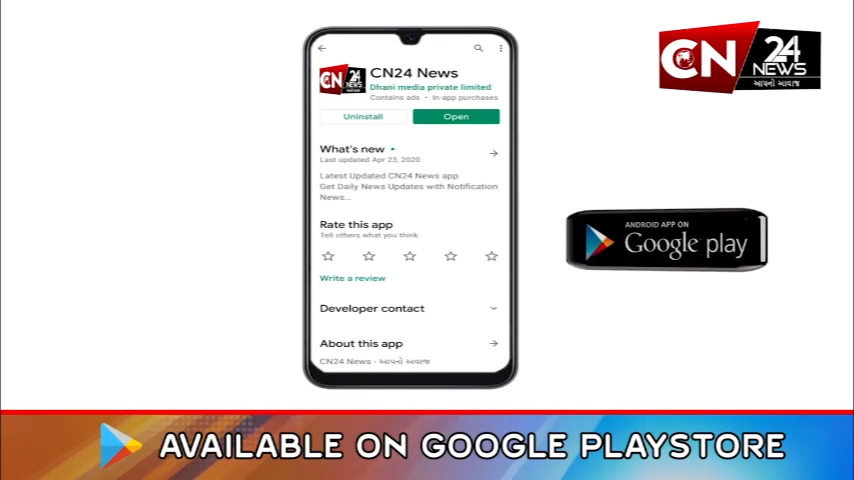 CN24 News
Dhani media private limited
Contains ads • In-app purchases
Uninstall
Open
What's new •
Last updated Apr 23, 2020
Latest Updated CN24 News app
Get Daily News Updates with Notification
News...
Rate this app
Tell others what you think
Write a review
Developer contact
About this app
CN24 News - આપનો અવાજ
CN 24 NEWS
આપનો અવાજ
ANDROID APP ON
Google play
AVAILABLE ON GOOGLE PLAYSTORE